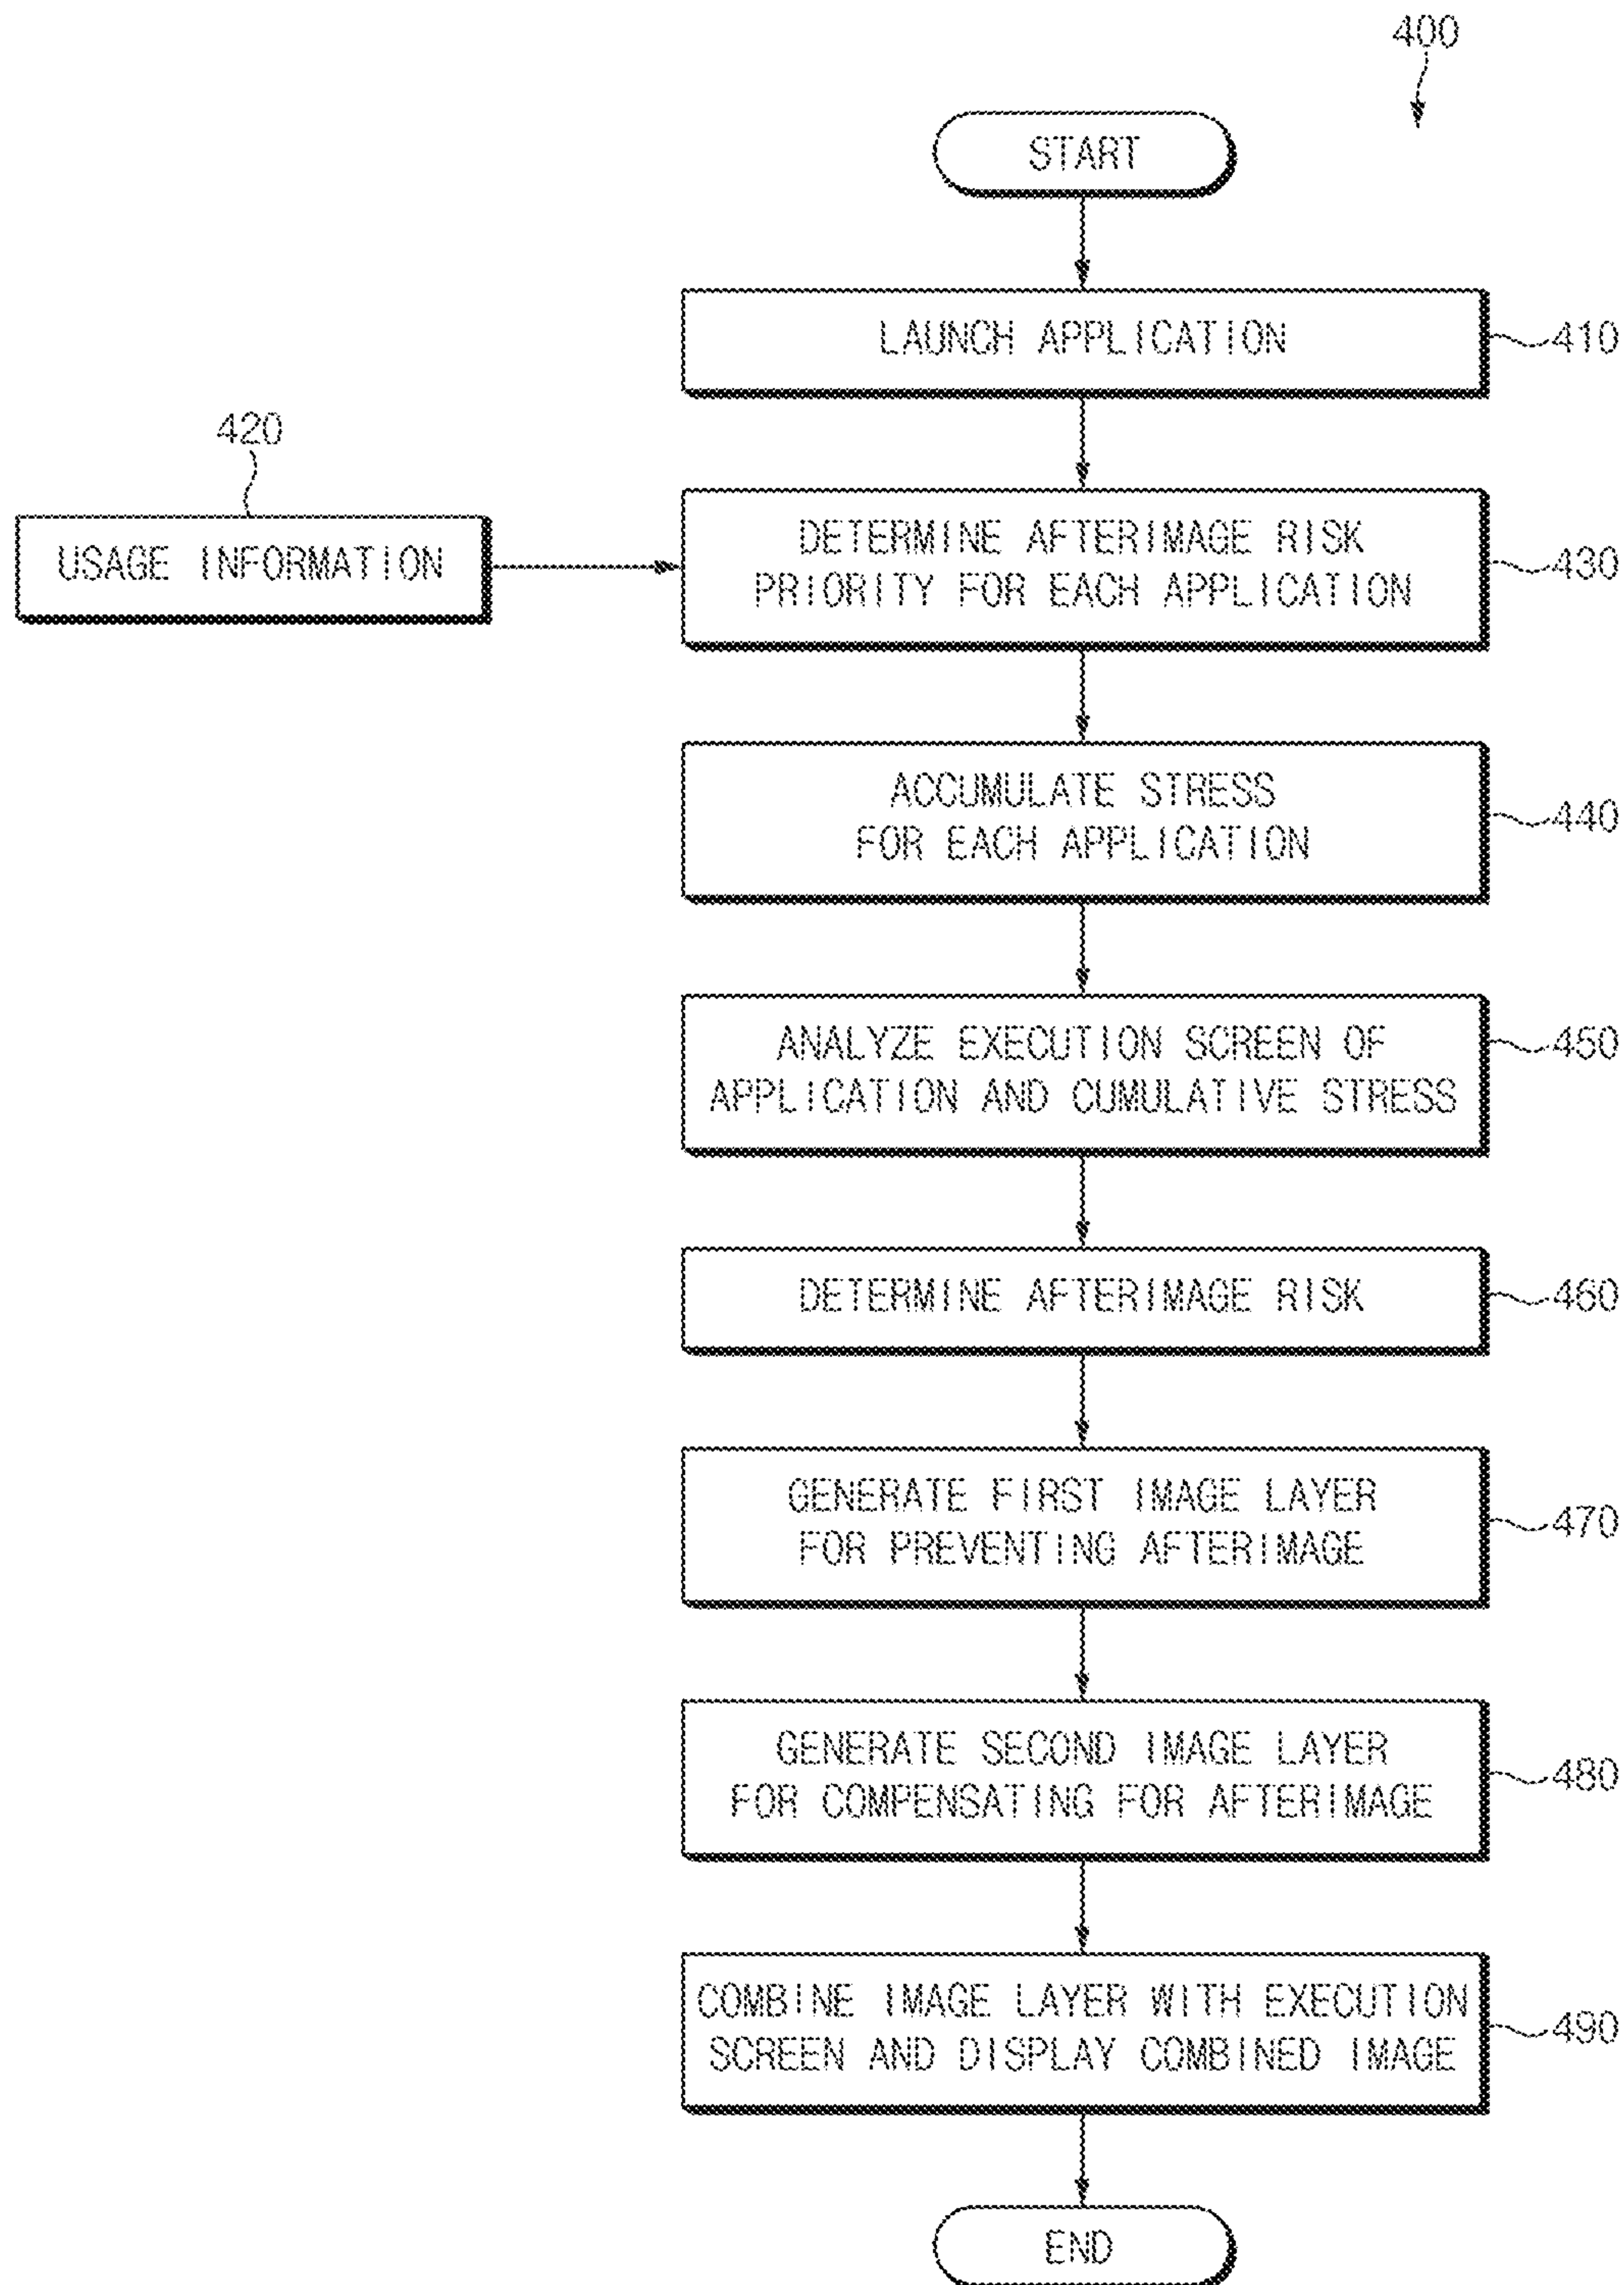 400
START
LAUNCH APPLICATION
410
420
USAGE INFORMATION
DETERMINE AFTERIMAGE RISK
PRIORITY FOR EACH APPLICATION
430
ACCUMULATE STRESS
FOR EACH APPLICATION
440
ANALYZE EXECUTION SCREEN OF
APPLICATION AND CUMULATIVE STRESS
450
DETERMINE AFTERIMAGE RISK
460
GENERATE FIRST IMAGE LAYER
FOR PREVENTING AFTERIMAGE
470
GENERATE SECOND IMAGE LAYER
FOR COMPENSATING FOR AFTERIMAGE
480
COMBINE IMAGE LAYER WITH EXECUTION
SCREEN AND DISPLAY COMBINED IMAGE
490
END